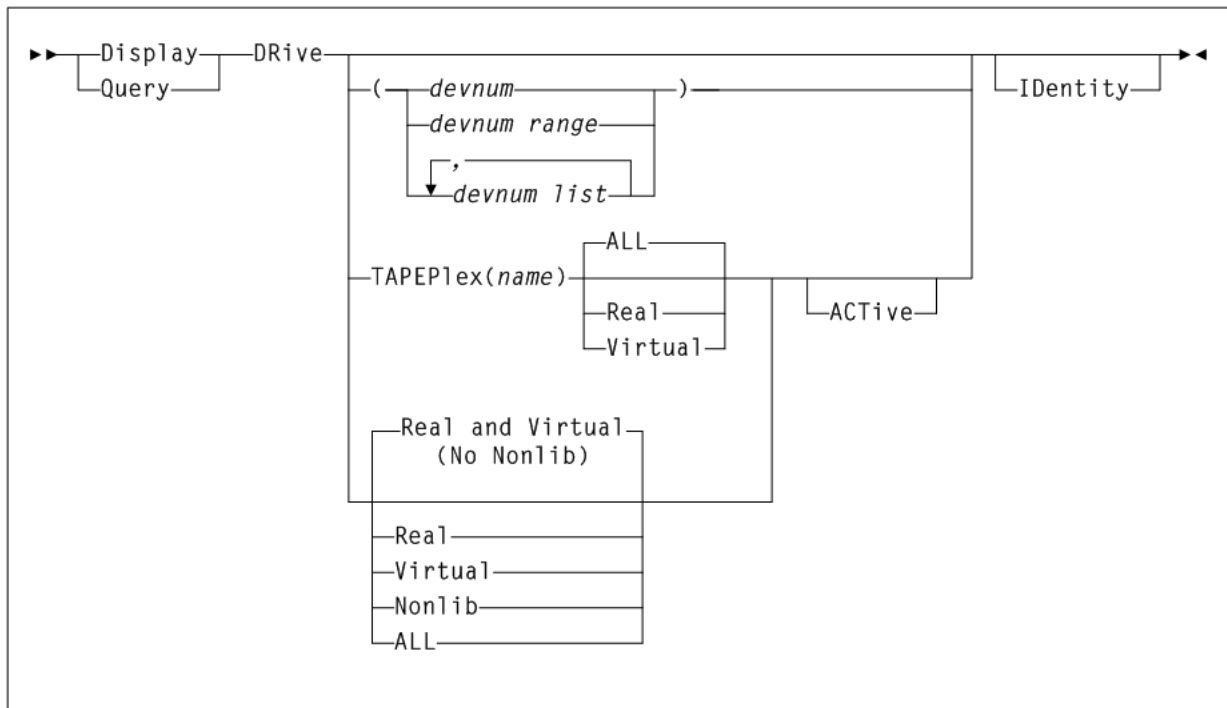 Display DRive
Query
( devnum )
IDentity
devnum range
,
devnum list
ALL
TAPEPlex(name)
Real
ACTive
Virtual
Real and Virtual
(No Nonlib)
Real
Virtual
Nonlib
ALL